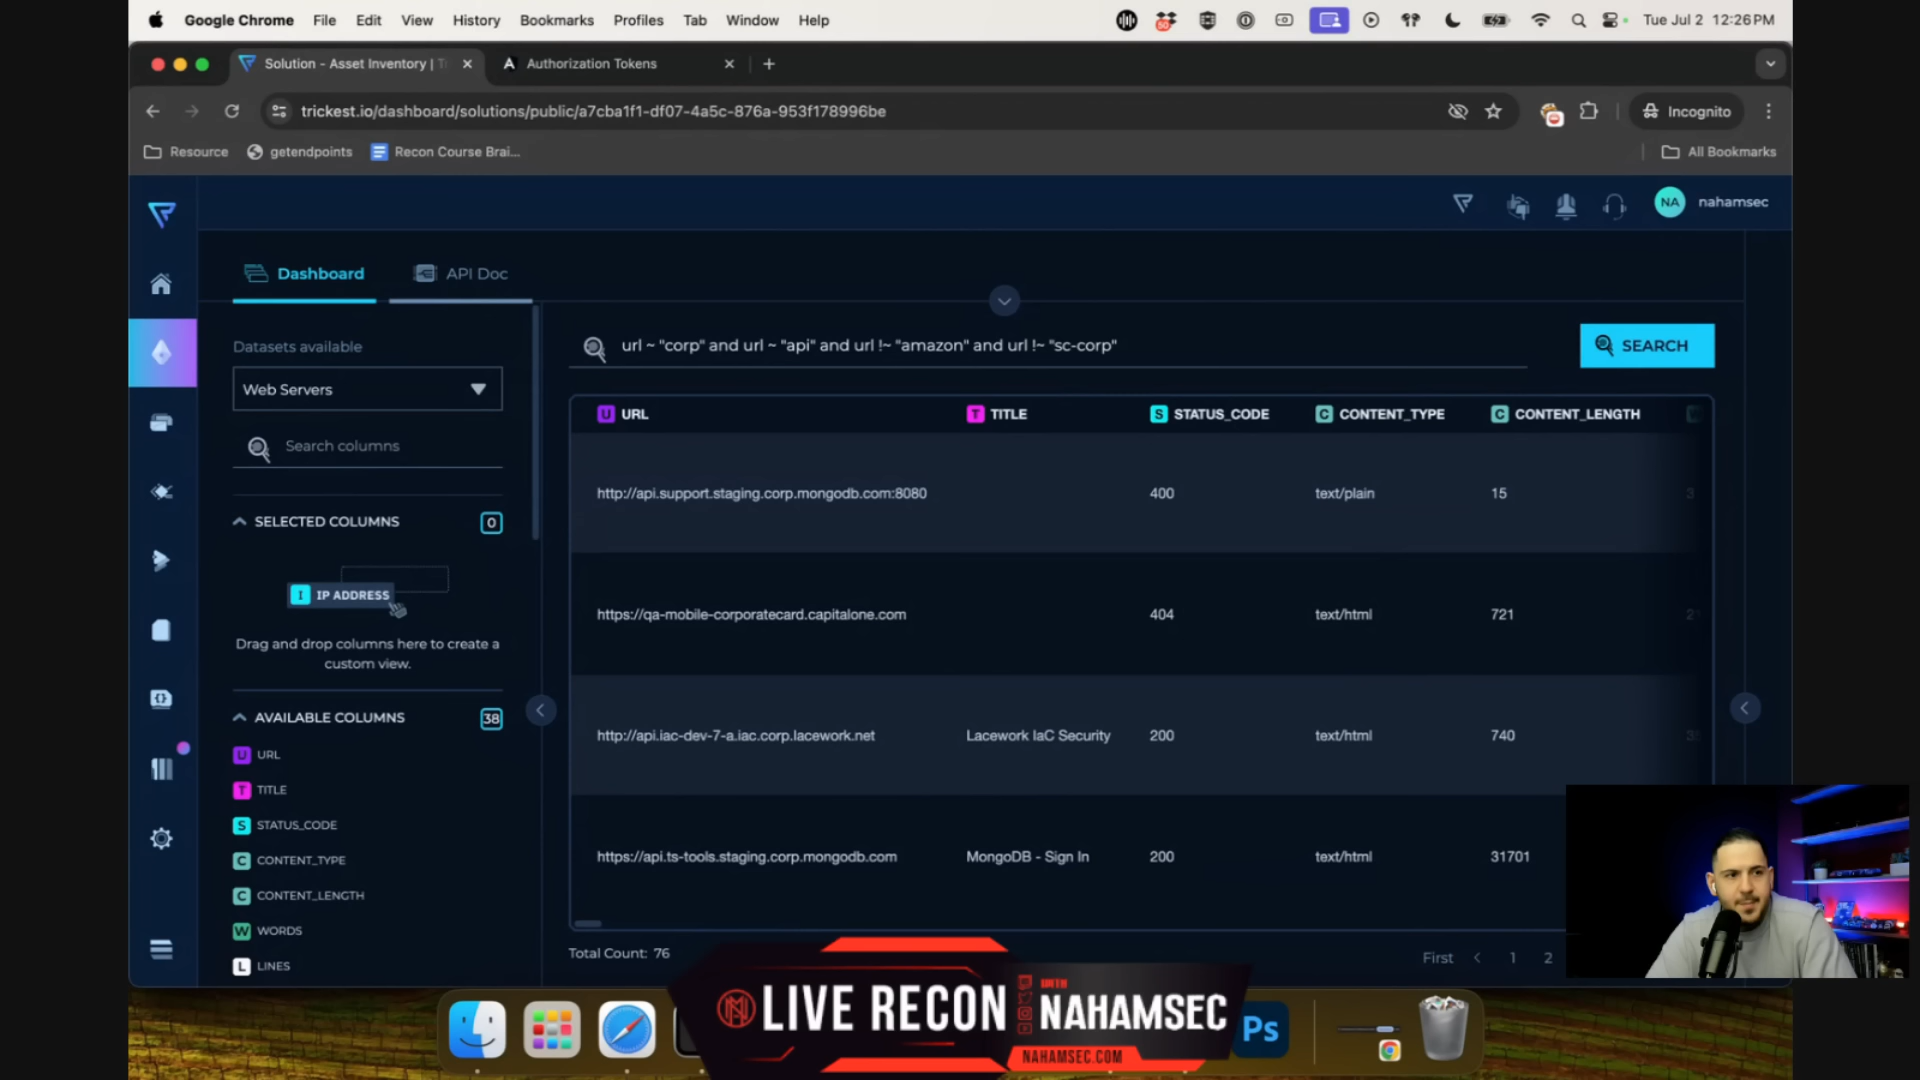 Google Chrome File Edit View History Bookmarks Profiles Tab Window Help
Tue Jul 2 12:26 PM
Solution - Asset Inventory | T
Authorization Tokens
trickest.io/dashboard/solutions/public/a7cba1f1-df07-4a5c-876a-953f178996be
Incognito
Resource
getendpoints
Recon Course Brai...
All Bookmarks
NA
nahamsec
Dashboard
API Doc
Datasets available
Web Servers
Search columns
SELECTED COLUMNS
0
I IP ADDRESS
Drag and drop columns here to create a
custom view.
AVAILABLE COLUMNS
38
U URL
T TITLE
S STATUS_CODE
C CONTENT_TYPE
C CONTENT_LENGTH
W WORDS
L LINES
url ~ "corp" and url ~ "api" and url !~ "amazon" and url !~ "sc-corp"
SEARCH
U URL T TITLE S STATUS_CODE C CONTENT_TYPE C CONTENT_LENGTH
http://api.support.staging.corp.mongodb.com:8080 400 text/plain 15
https://qa-mobile-corporatecard.capitalone.com 404 text/html 721
http://api.iac-dev-7-a.iac.corp.lacework.net Lacework IaC Security 200 text/html 740
https://api.ts-tools.staging.corp.mongodb.com MongoDB - Sign In 200 text/html 31701
Total Count: 76
First 1 2
LIVE RECON
WITH
NAHAMSEC
NAHAMSEC.COM
Ps